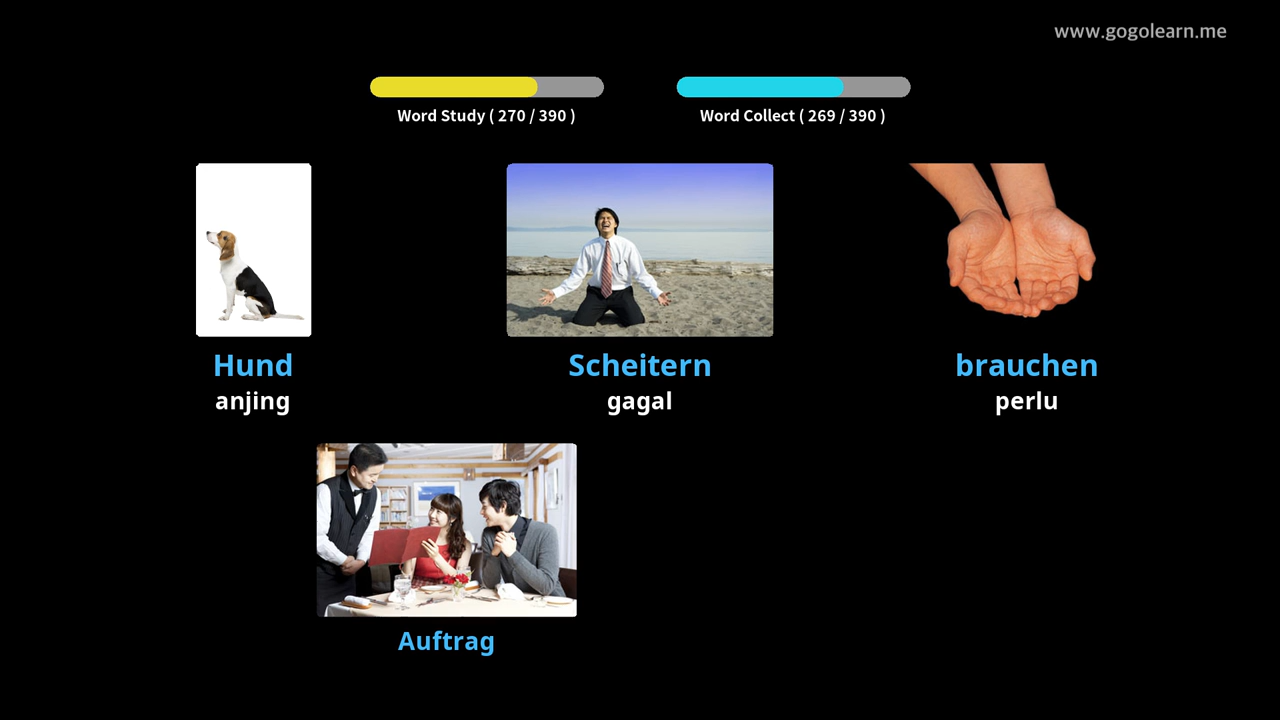 www.gogolearn.me
Word Study ( 270 / 390 )
Word Collect ( 269 / 390 )
Hund
anjing
Scheitern
gagal
brauchen
perlu
Auftrag